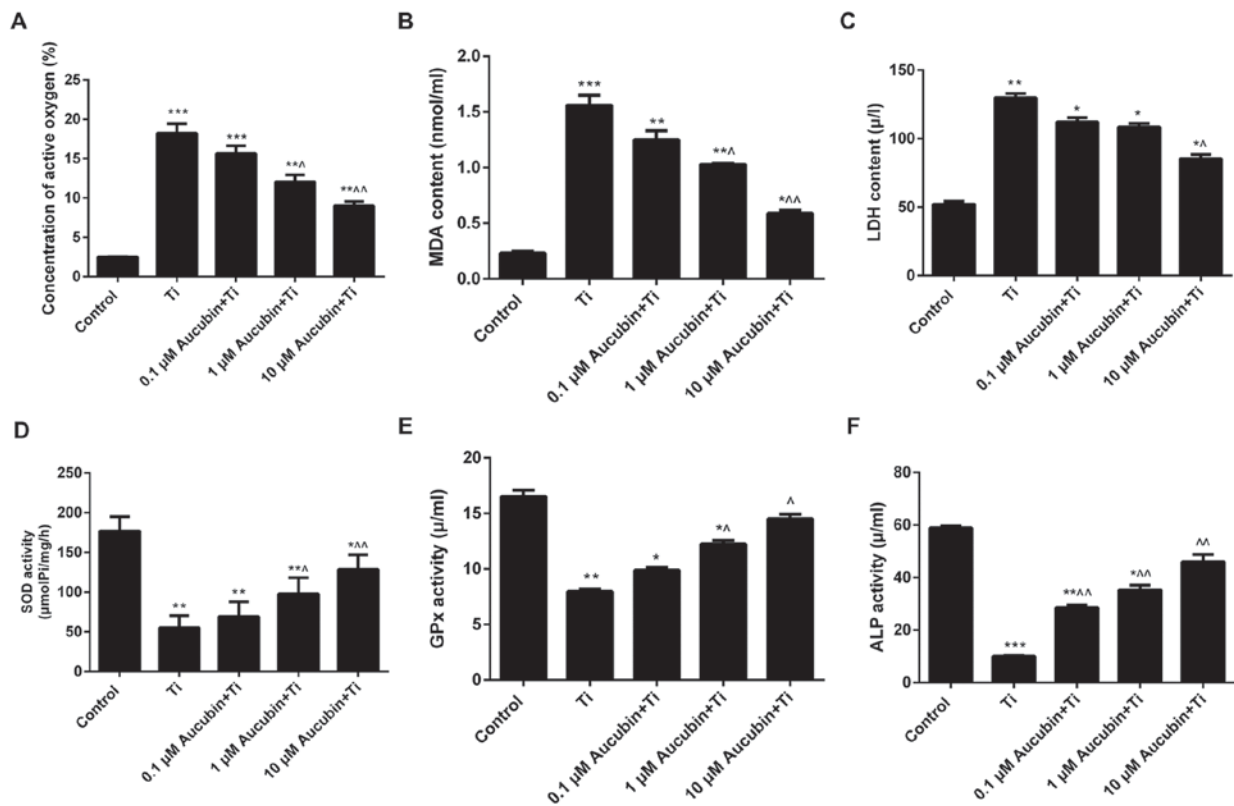 A
Concentration of active oxygen (%)
25
20
15
10
5
0
***
***
**^
**^^
Control
Ti
0.1 µM Aucubin+Ti
1 µM Aucubin+Ti
10 µM Aucubin+Ti
B
MDA content (nmol/ml)
2.0
1.5
1.0
0.5
0.0
***
**
**^
*^^
Control
Ti
0.1 µM Aucubin+Ti
1 µM Aucubin+Ti
10 µM Aucubin+Ti
C
LDH content (µ/l)
150
100
50
0
**
*
*
*^
Control
Ti
0.1 µM Aucubin+Ti
1 µM Aucubin+Ti
10 µM Aucubin+Ti
D
SOD activity
(µmolPi/mg/h)
250
200
150
100
50
0
**
**
**^
*^^
Control
Ti
0.1 µM Aucubin+Ti
1 µM Aucubin+Ti
10 µM Aucubin+Ti
E
GPx activity (µ/ml)
20
15
10
5
0
**
*
*^
^
Control
Ti
0.1 µM Aucubin+Ti
1 µM Aucubin+Ti
10 µM Aucubin+Ti
F
ALP activity (µ/ml)
80
60
40
20
0
***
**^^
*^^
^^
Control
Ti
0.1 µM Aucubin+Ti
1 µM Aucubin+Ti
10 µM Aucubin+Ti